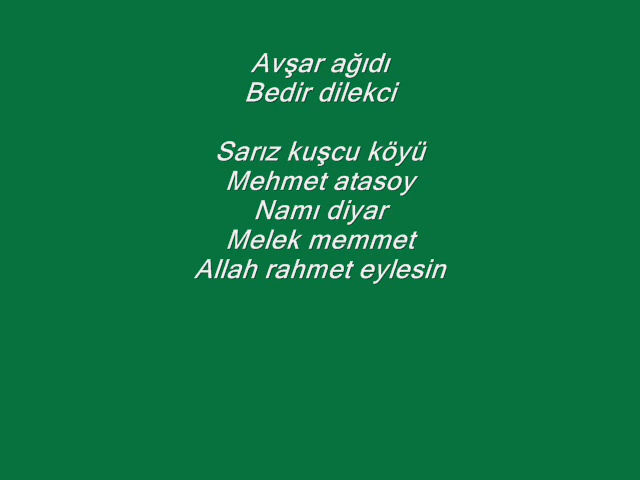 Avşar ağıdı
Bedir dilekci
Sarız kuşcu köyü
Mehmet atasoy
Namı diyar
Melek memmet
Allah rahmet eylesin